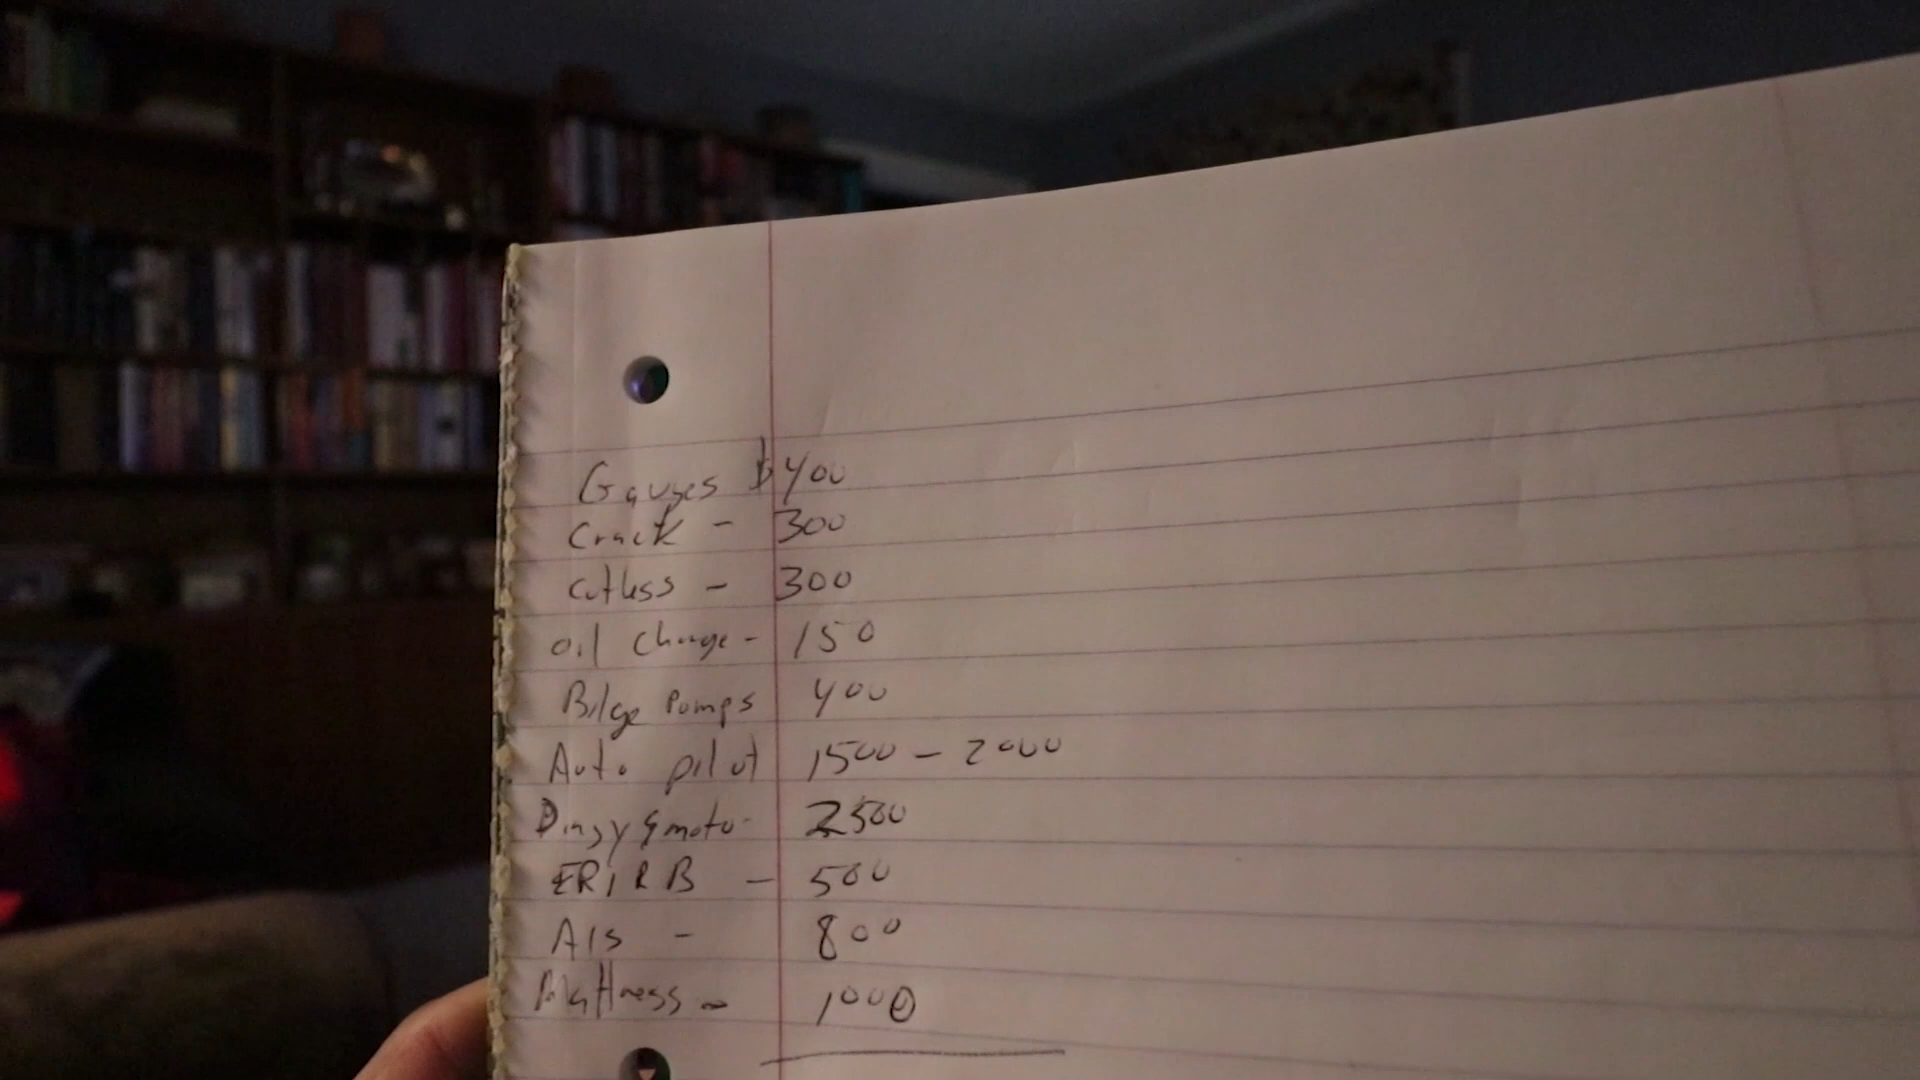 Gauges $400
Crack - 300
Cutless - 300
Oil Change - 150
Bilge Pumps 400
Auto pilot 1500 - 2000
Dingy & motor 2500
EPIRB - 500
AIS - 800
Mattress - 1000